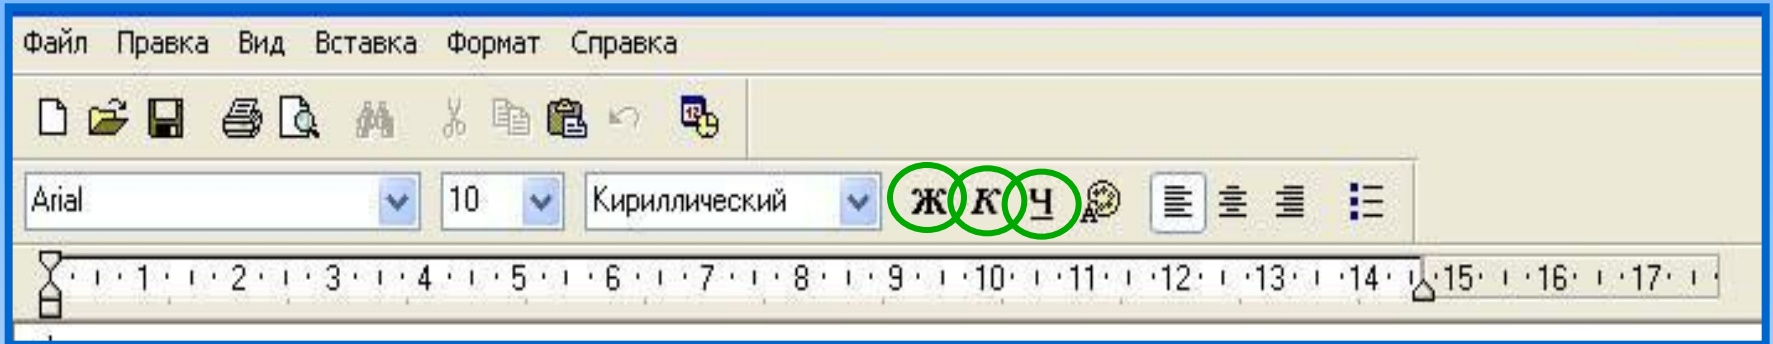 Файл Правка Вид Вставка Формат Справка
12
Arial 10 Кириллический Ж К Ч A
1 2 3 4 5 6 7 8 9 10 11 12 13 14 15 16 17